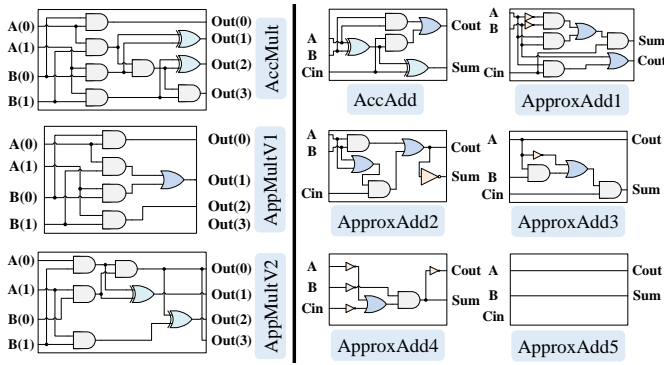 A(0)
A(1)
B(0)
B(1)
Out(0)
Out(1)
Out(2)
Out(3)
AccMult
A
B
Cin
Cout
Sum
AccAdd
A
B
Cin
Sum
Cout
ApproxAdd1
A(0)
A(1)
B(0)
B(1)
Out(0)
Out(1)
Out(2)
Out(3)
AppMultV1
A
B
Cin
Cout
Sum
ApproxAdd2
A
B
Cin
Cout
Sum
ApproxAdd3
A(0)
A(1)
B(0)
B(1)
Out(0)
Out(1)
Out(2)
Out(3)
AppMultV2
A
B
Cin
Cout
Sum
ApproxAdd4
A
B
Cin
Cout
Sum
ApproxAdd5